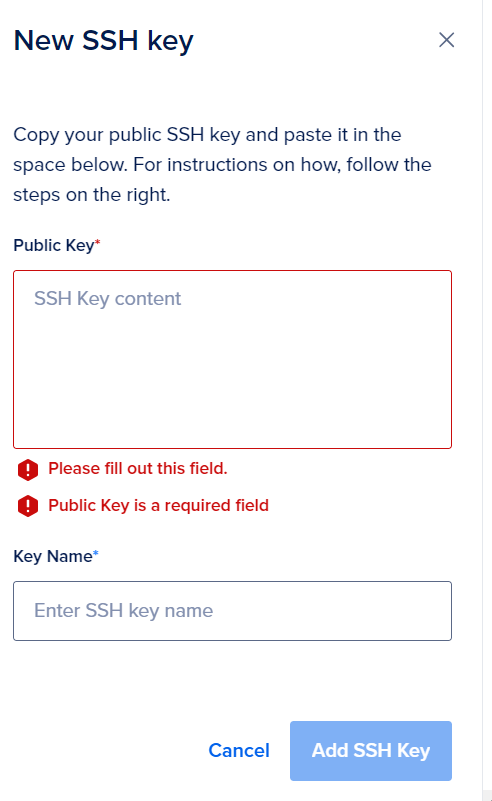 New SSH key
Copy your public SSH key and paste it in the
space below. For instructions on how, follow the
steps on the right.
Public Key*
SSH Key content
Please fill out this field.
Public Key is a required field
Key Name*
Enter SSH key name
Cancel
Add SSH Key